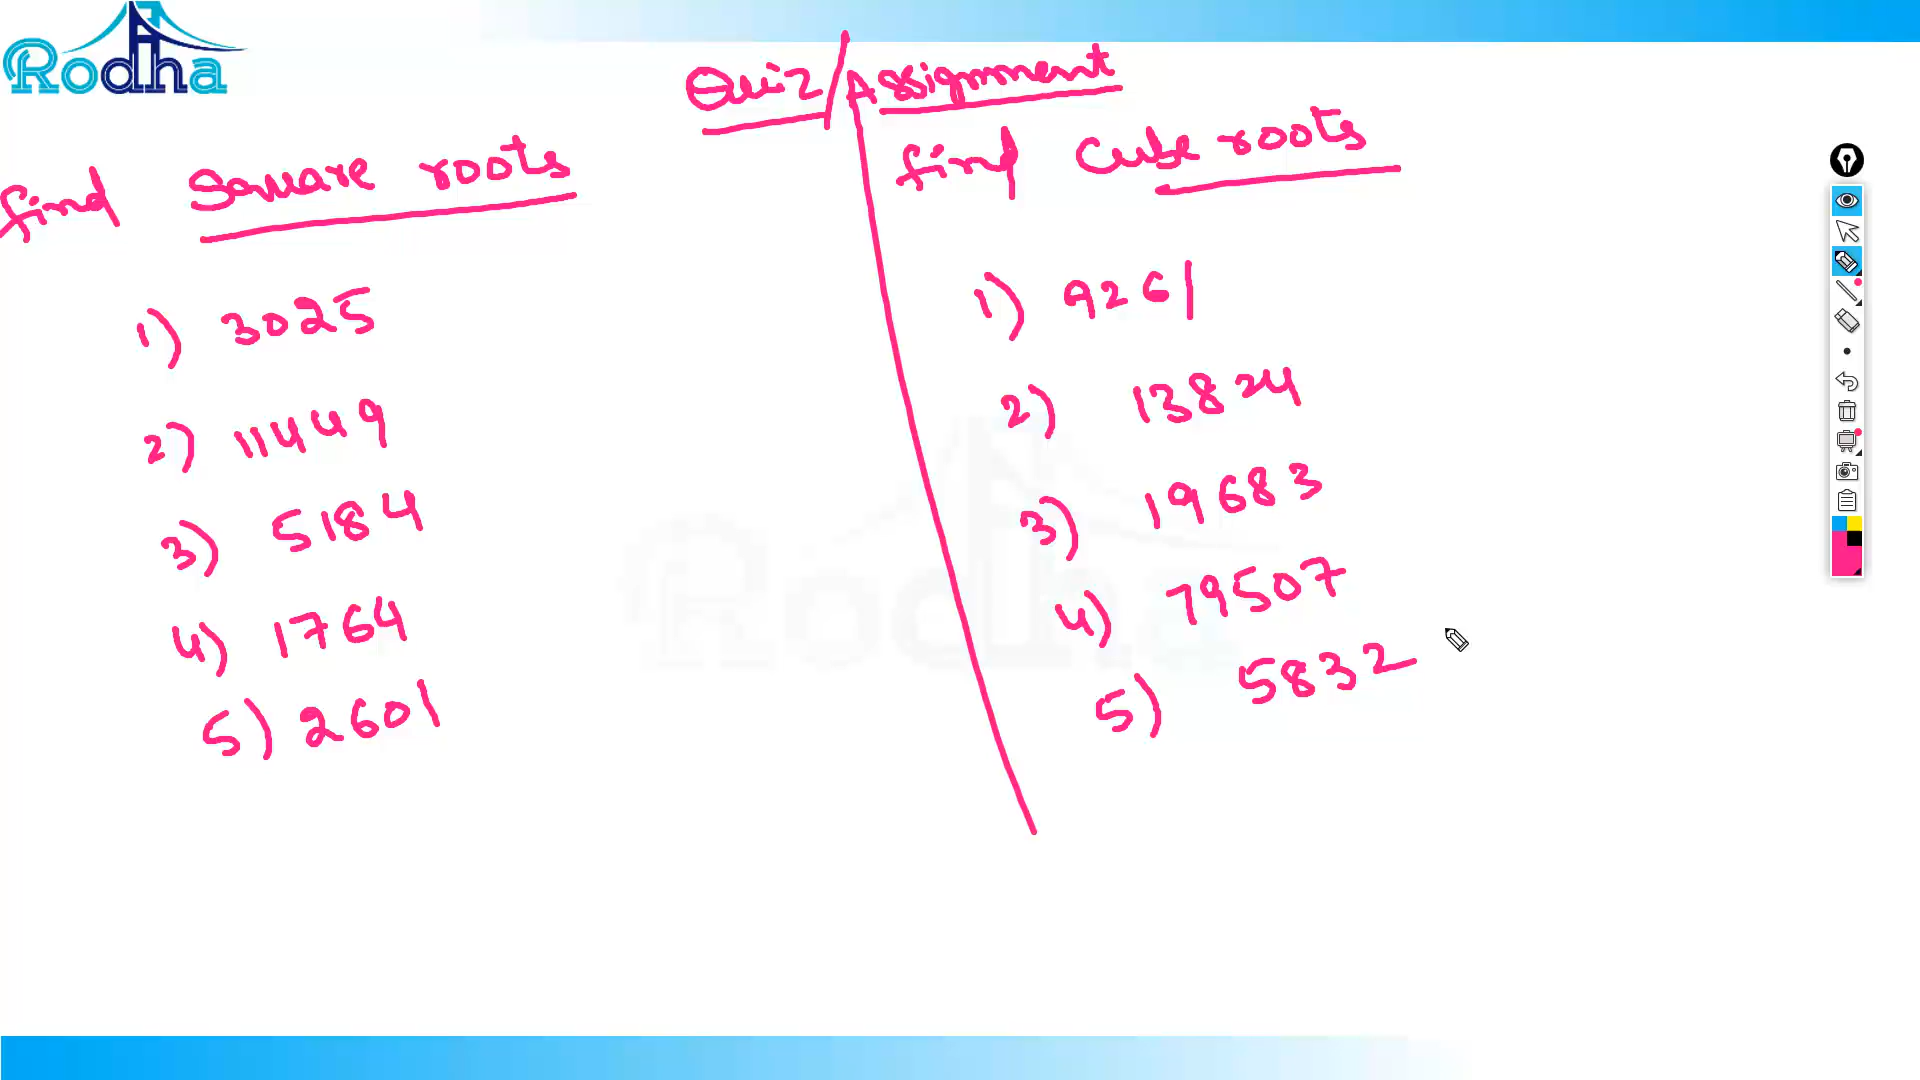 Rodha
Quiz/Assignment
find Square roots
1) 3025
2) 11449
3) 5184
4) 1764
5) 2601
find Cube roots
1) 9261
2) 13824
3) 19683
4) 79507
5) 5832
Rodha